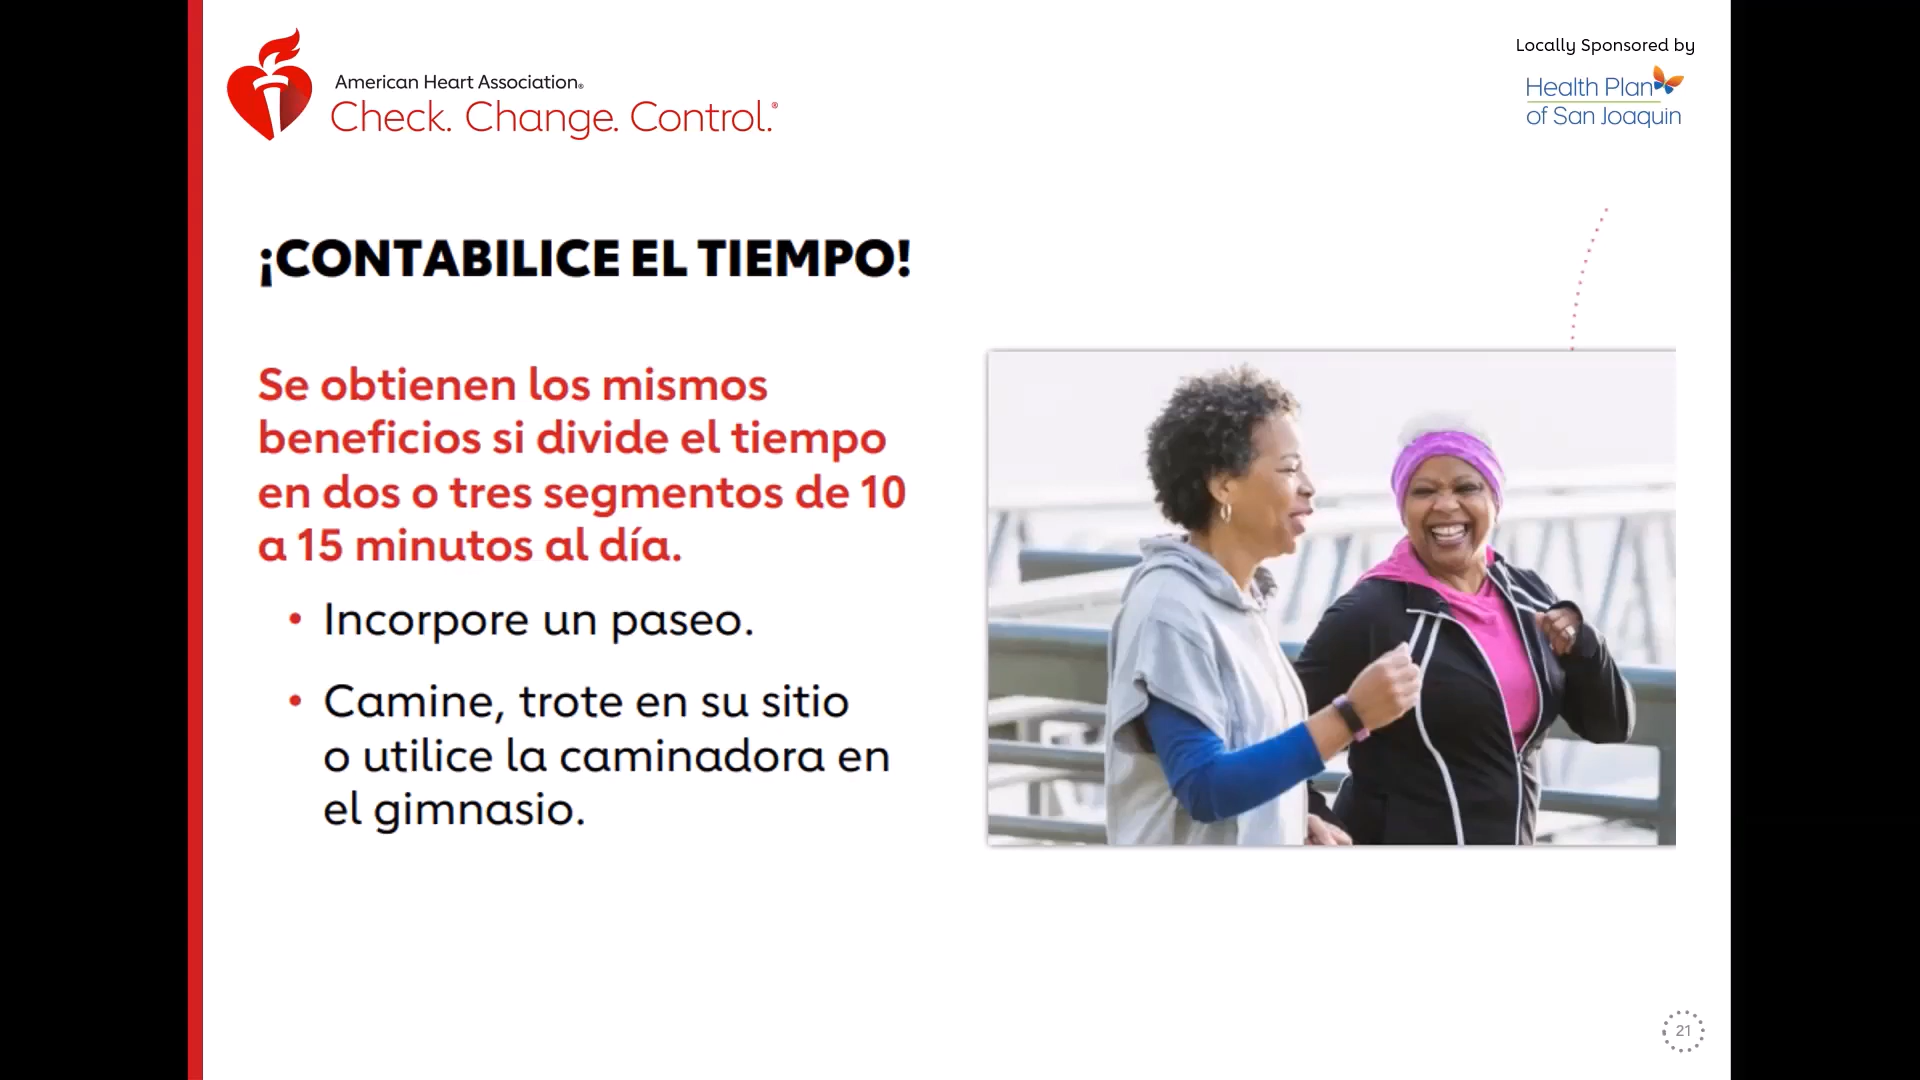 American Heart Association®
Check. Change. Control.®
Locally Sponsored by
Health Plan
of San Joaquin
¡CONTABILICE EL TIEMPO!
Se obtienen los mismos
beneficios si divide el tiempo
en dos o tres segmentos de 10
a 15 minutos al día.
• Incorpore un paseo.
• Camine, trote en su sitio
o utilice la caminadora en
el gimnasio.
21